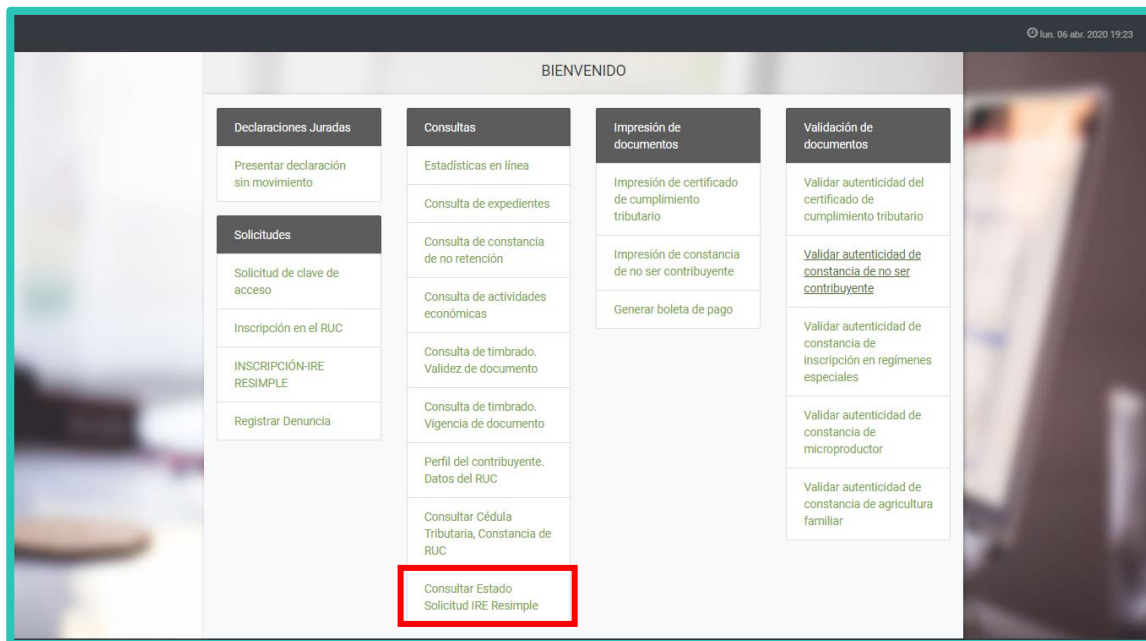 lun. 06 abr. 2020 19:23
BIENVENIDO
Declaraciones Juradas
Presentar declaración
sin movimiento
Solicitudes
Solicitud de clave de
acceso
Inscripción en el RUC
INSCRIPCIÓN-IRE
RESIMPLE
Registrar Denuncia
Consultas
Estadísticas en línea
Consulta de expedientes
Consulta de constancia
de no retención
Consulta de actividades
económicas
Consulta de timbrado.
Validez de documento
Consulta de timbrado.
Vigencia de documento
Perfil del contribuyente.
Datos del RUC
Consultar Cédula
Tributaria, Constancia de
RUC
Consultar Estado
Solicitud IRE Resimple
Impresión de
documentos
Impresión de certificado
de cumplimiento
tributario
Impresión de constancia
de no ser contribuyente
Generar boleta de pago
Validación de
documentos
Validar autenticidad del
certificado de
cumplimiento tributario
Validar autenticidad de
constancia de no ser
contribuyente
Validar autenticidad de
constancia de
inscripción en regímenes
especiales
Validar autenticidad de
constancia de
microproductor
Validar autenticidad de
constancia de agricultura
familiar